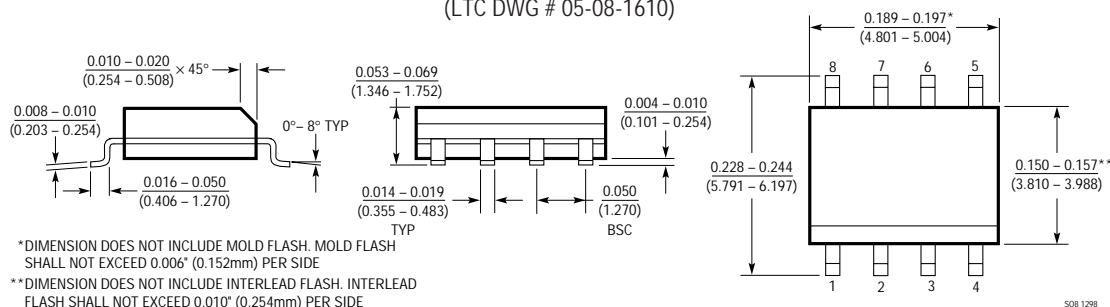 (LTC DWG # 05-08-1610)
0.010 – 0.020
(0.254 – 0.508)
× 45°
0.008 – 0.010
(0.203 – 0.254)
0°– 8° TYP
0.016 – 0.050
(0.406 – 1.270)
0.053 – 0.069
(1.346 – 1.752)
0.004 – 0.010
(0.101 – 0.254)
0.014 – 0.019
(0.355 – 0.483)
TYP
0.050
(1.270)
BSC
0.189 – 0.197*
(4.801 – 5.004)
8 7 6 5
0.228 – 0.244
(5.791 – 6.197)
0.150 – 0.157**
(3.810 – 3.988)
1 2 3 4
*DIMENSION DOES NOT INCLUDE MOLD FLASH. MOLD FLASH
SHALL NOT EXCEED 0.006" (0.152mm) PER SIDE
**DIMENSION DOES NOT INCLUDE INTERLEAD FLASH. INTERLEAD
FLASH SHALL NOT EXCEED 0.010" (0.254mm) PER SIDE
SO8 1298